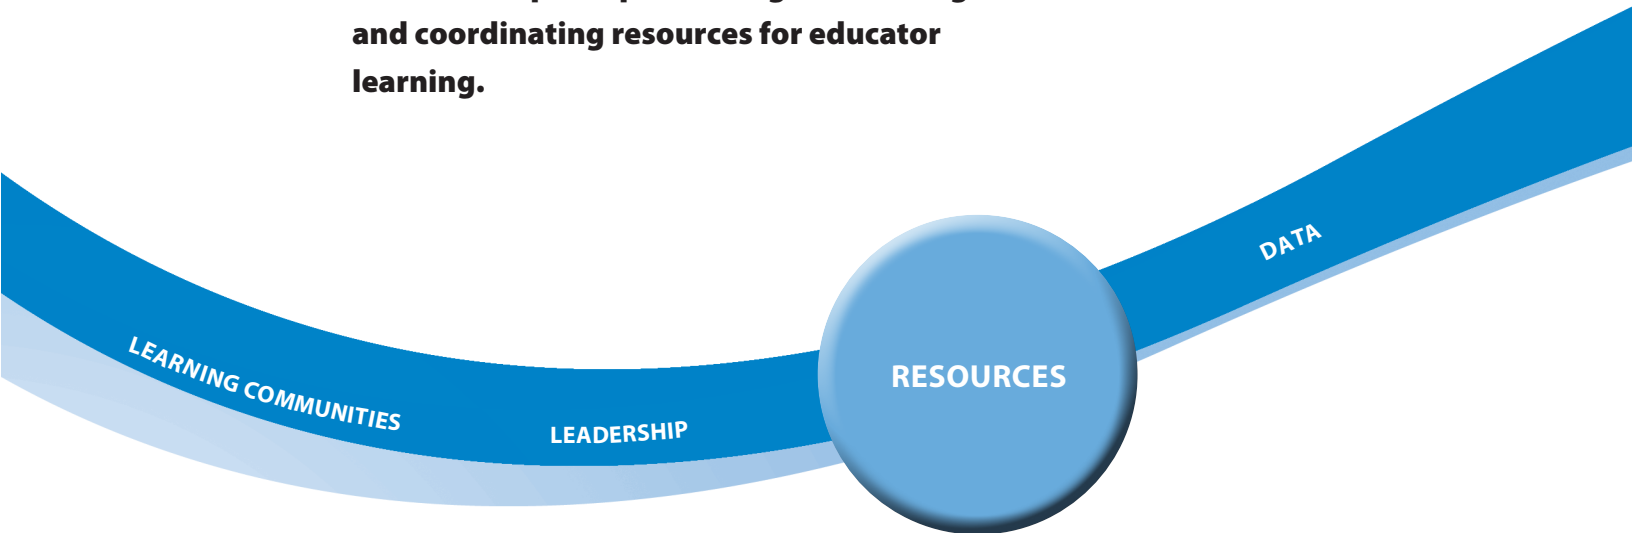 and coordinating resources for educator
learning.
DATA
RESOURCES
LEARNING COMMUNITIES
LEADERSHIP